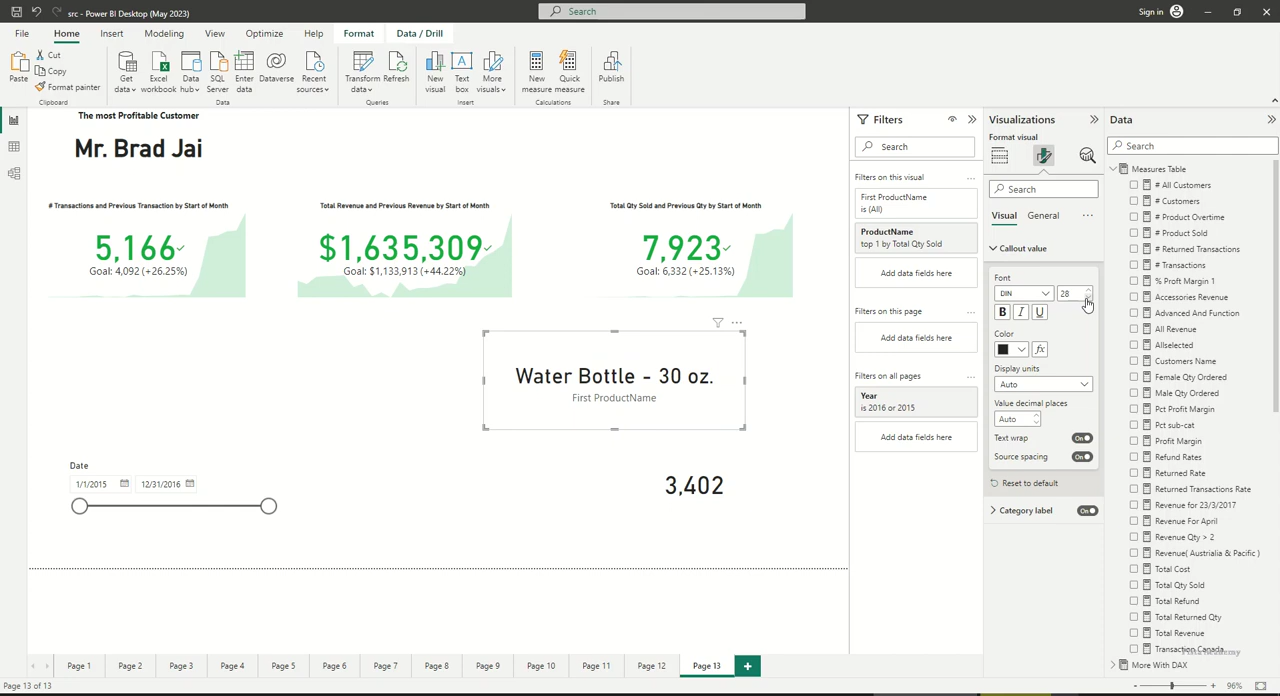 src - Power BI Desktop (May 2023)
Search
Sign in
File
Home
Insert
Modeling
View
Optimize
Help
Format
Data / Drill
Paste
Cut
Copy
Format painter
Clipboard
Get data
Excel workbook
Data hub
SQL Server
Enter data
Dataverse
Recent sources
Data
Transform data
Refresh
Queries
New visual
Text box
More visuals
Insert
New measure
Quick measure
Calculations
Publish
Share
The most Profitable Customer
Mr. Brad Jai
# Transactions and Previous Transaction by Start of Month
5,166
Goal: 4,092 (+26.25%)
Total Revenue and Previous Revenue by Start of Month
$1,635,309
Goal: $1,133,913 (+44.22%)
Total Qty Sold and Previous Qty by Start of Month
7,923
Goal: 6,332 (+25.13%)
Water Bottle - 30 oz.
First ProductName
Date
1/1/2015
12/31/2016
3,402
Filters
Search
Filters on this visual
First ProductName
is (All)
ProductName
top 1 by Total Qty Sold
Add data fields here
Filters on this page
Add data fields here
Filters on all pages
Year
is 2016 or 2015
Add data fields here
Visualizations
Format visual
Search
Visual
General
Callout value
Font
DIN
28
B
I
U
Color
fx
Display units
Auto
Value decimal places
Auto
Text wrap
On
Source spacing
On
Reset to default
Category label
On
Data
Search
Measures Table
# All Customers
# Customers
# Product Overtime
# Product Sold
# Returned Transactions
# Transactions
% Proft Margin 1
Accessories Revenue
Advanced And Function
All Revenue
Allselected
Customers Name
Female Qty Ordered
Male Qty Ordered
Pct Profit Margin
Pct sub-cat
Profit Margin
Refund Rates
Returned Rate
Returned Transactions Rate
Revenue for 23/3/2017
Revenue For April
Revenue Qty > 2
Revenue( Austrialia & Pacific )
Total Cost
Total Qty Sold
Total Refund
Total Returned Qty
Total Revenue
Transaction Canada
More With DAX
Page 1
Page 2
Page 3
Page 4
Page 5
Page 6
Page 7
Page 8
Page 9
Page 10
Page 11
Page 12
Page 13
Page 13 of 13
96%